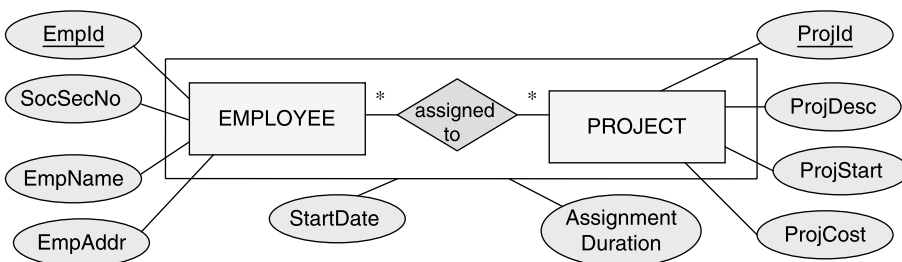 EmpId
ProjId
SocSecNo
*
*
ProjDesc
EMPLOYEE
assigned
to
PROJECT
EmpName
ProjStart
StartDate
Assignment
Duration
EmpAddr
ProjCost